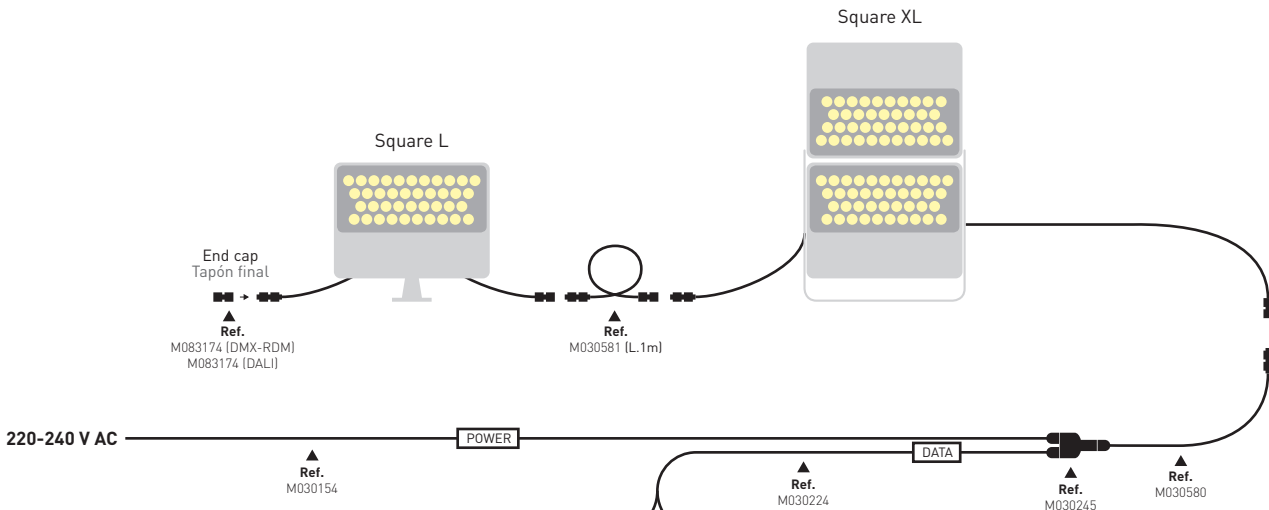 Square XL
Square L
End cap
Tapón final
Ref.
M083174 (DMX-RDM)
M083174 (DALI)
Ref.
M030581 (L.1m)
220-240 V AC
POWER
DATA
Ref.
M030154
Ref.
M030224
Ref.
M030245
Ref.
M030580